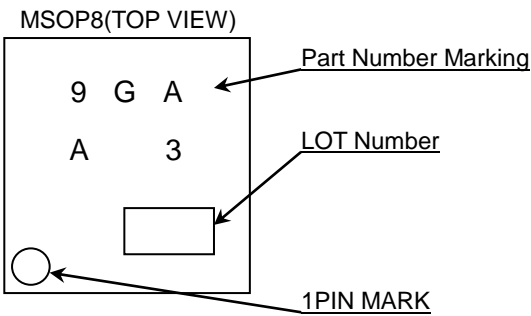 MSOP8(TOP VIEW)
Part Number Marking
9 G A
A 3
LOT Number
1PIN MARK